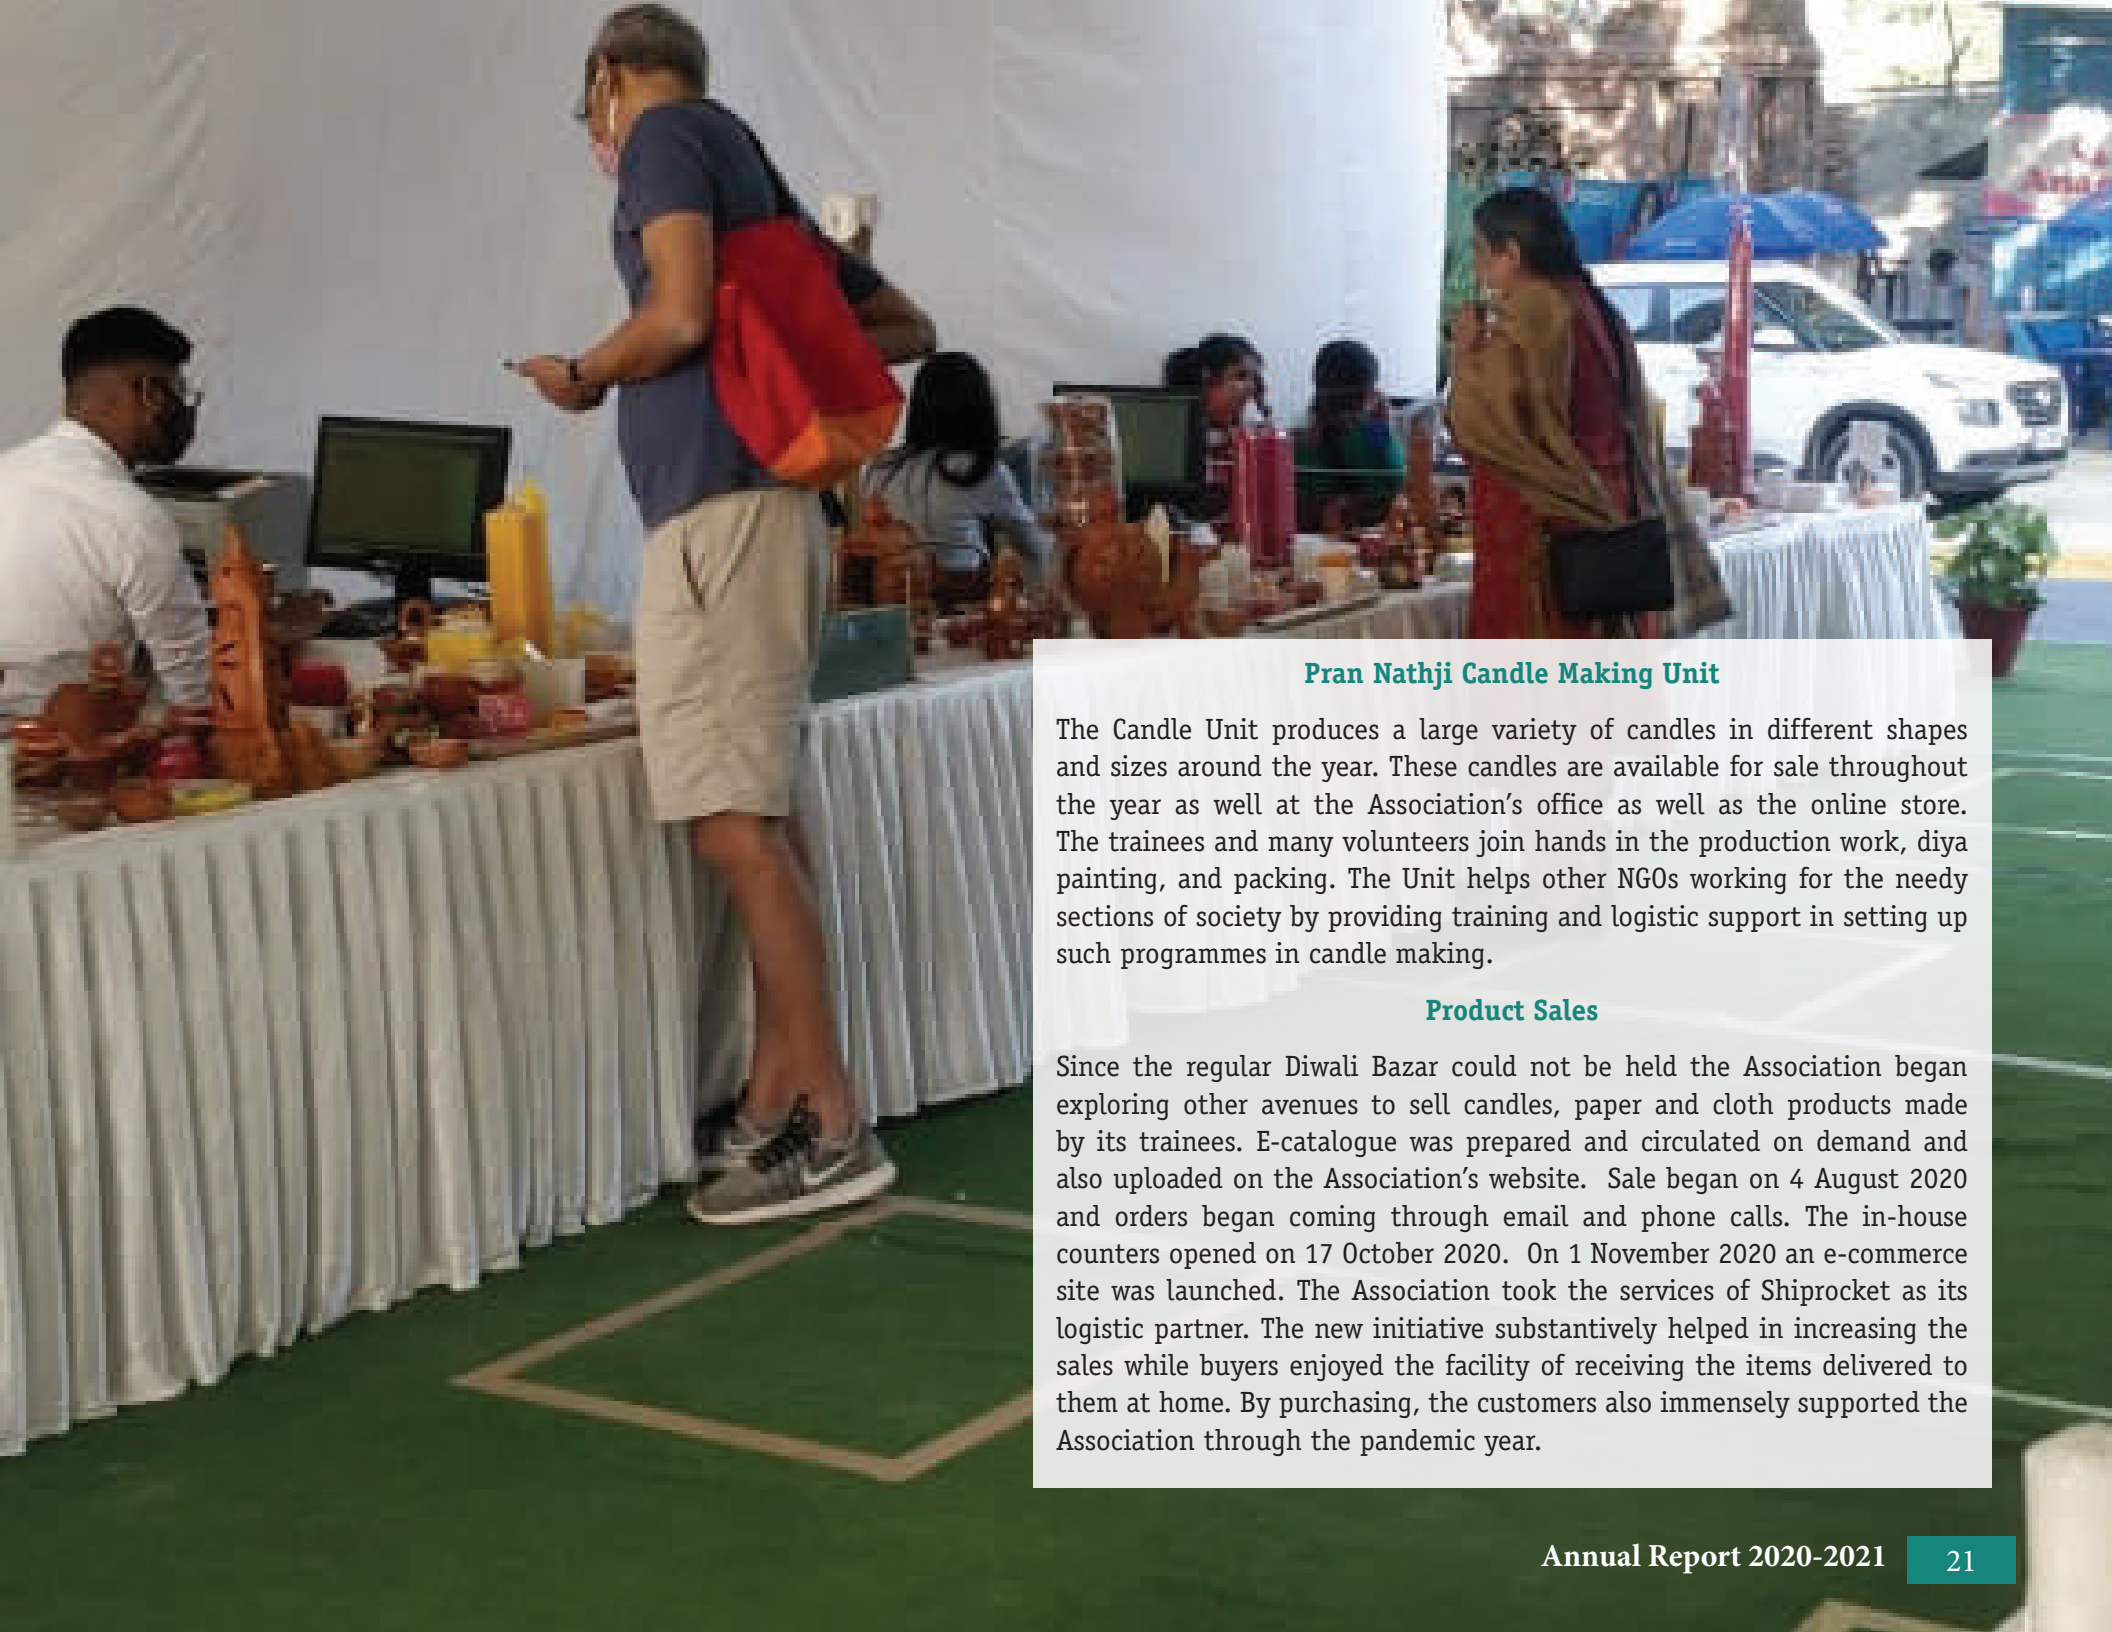 Pran Nathji Candle Making Unit
The Candle Unit produces a large variety of candles in different shapes
and sizes around the year. These candles are available for sale throughout
the year as well at the Association’s office as well as the online store.
The trainees and many volunteers join hands in the production work, diya
painting, and packing. The Unit helps other NGOs working for the needy
sections of society by providing training and logistic support in setting up
such programmes in candle making.
Product Sales
Since the regular Diwali Bazar could not be held the Association began
exploring other avenues to sell candles, paper and cloth products made
by its trainees. E-catalogue was prepared and circulated on demand and
also uploaded on the Association’s website.  Sale began on 4 August 2020
and orders began coming through email and phone calls. The in-house
counters opened on 17 October 2020.  On 1 November 2020 an e-commerce
site was launched. The Association took the services of Shiprocket as its
logistic partner. The new initiative substantively helped in increasing the
sales while buyers enjoyed the facility of receiving the items delivered to
them at home. By purchasing, the customers also immensely supported the
Association through the pandemic year.
Annual Report 2020-2021 21